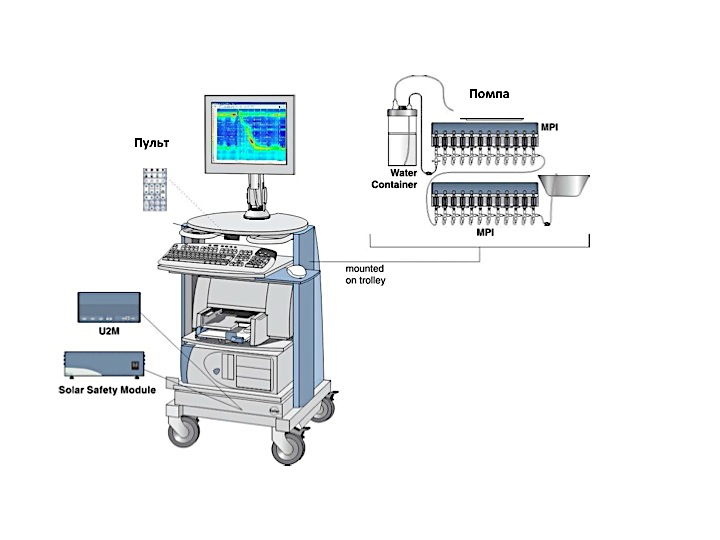 Помпа
MPI
Пульт
Water
Container
MPI
mounted
on trolley
U2M
Solar Safety Module